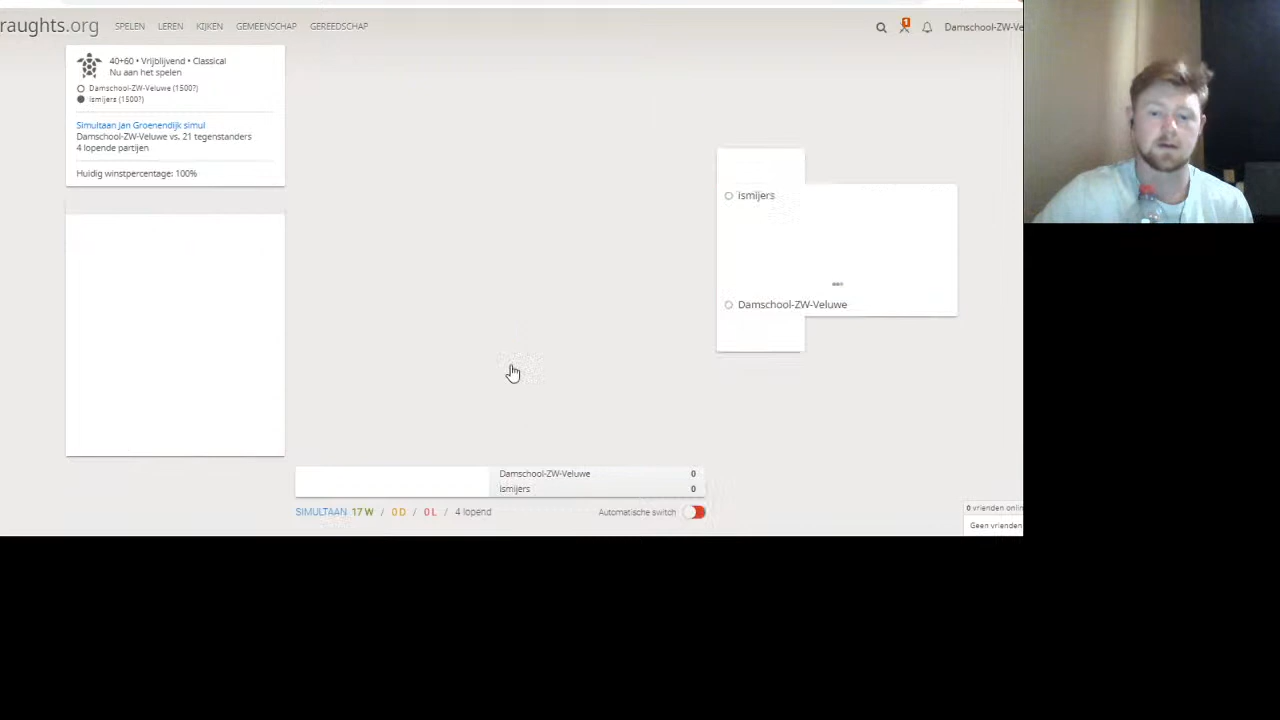 raughts.org SPELEN LEREN KIJKEN GEMEENSCHAP GEREEDSCHAP 1 Damschool-ZW-Ve
40+60 • Vrijblijvend • Classical
Nu aan het spelen
Damschool-ZW-Veluwe (1500?)
ismijers (1500?)
Simultaan Jan Groenendijk simul
Damschool-ZW-Veluwe vs. 21 tegenstanders
4 lopende partijen
Huidig winstpercentage: 100%
ismijers
Damschool-ZW-Veluwe
Damschool-ZW-Veluwe 0
ismijers 0
SIMULTAAN 17 W / 0 D / 0 L / 4 lopend Automatische switch
0 vrienden onlin
Geen vrienden